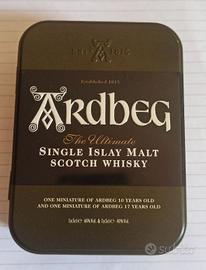 Established 1815
ARDBEG
The Ultimate
SINGLE ISLAY MALT
SCOTCH WHISKY
ONE MINIATURE OF ARDBEG 10 YEARS OLD
AND ONE MINIATURE OF ARDBEG 17 YEARS OLD
subito